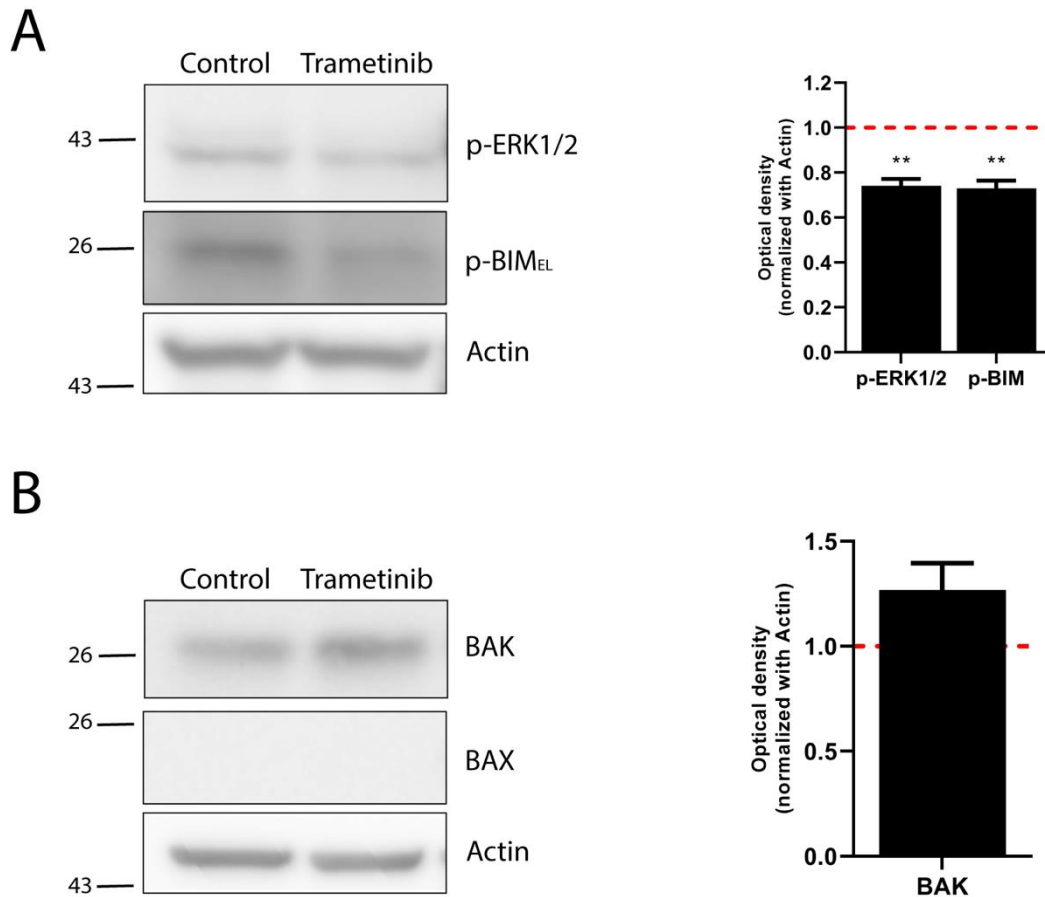 A
Control Trametinib
43
p-ERK1/2
26
p-BIMEL
Actin
43
1.2
1.0
0.8
0.6
0.4
0.2
0.0
Optical density
(normalized with Actin)
** **
p-ERK1/2 p-BIM
B
Control Trametinib
26
BAK
26
BAX
Actin
43
1.5
1.0
0.5
0.0
Optical density
(normalized with Actin)
BAK